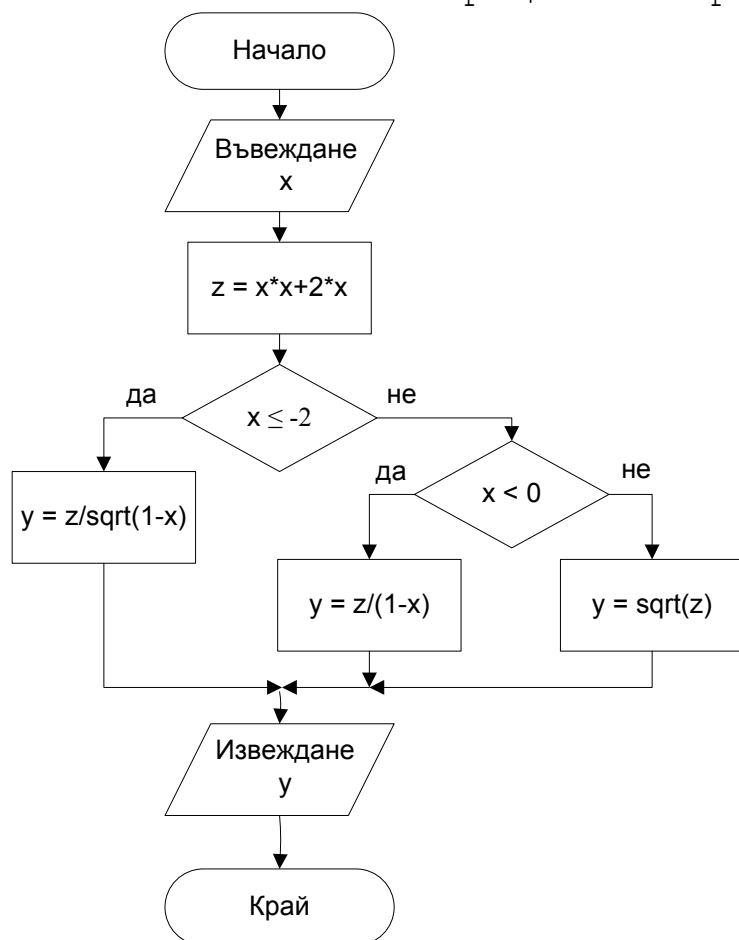 Начало
Въвеждане
x
z = x*x+2*x
да
x ≤ -2
не
y = z/sqrt(1-x)
да
x < 0
не
y = z/(1-x)
y = sqrt(z)
Извеждане
y
Край